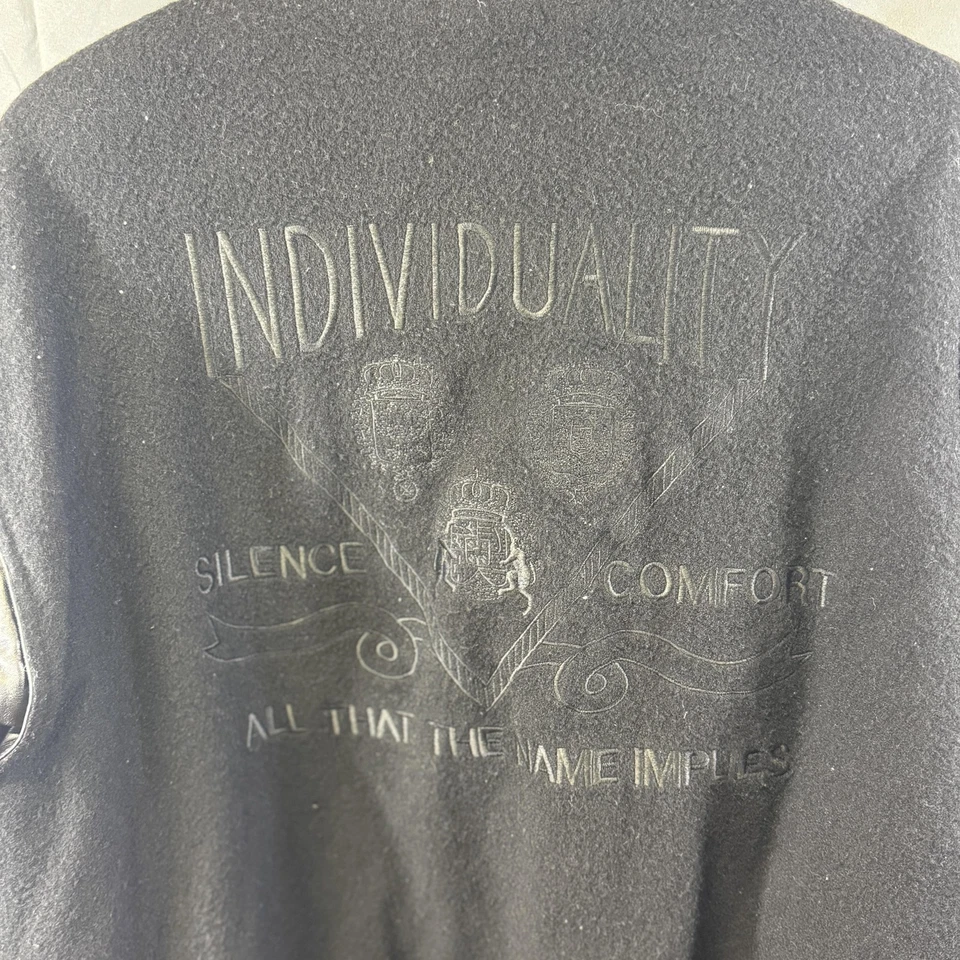 INDIVIDUALITY
SILENCE COMFORT
ALL THAT THE NAME IMPLIES